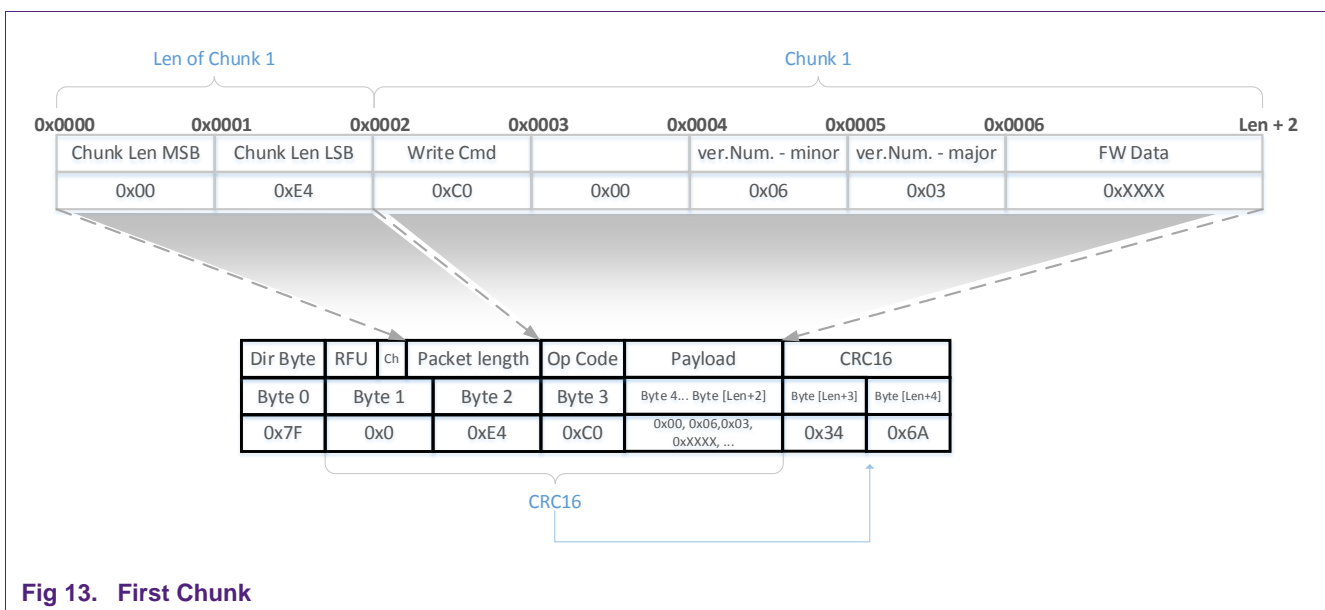 Len of Chunk 1 Chunk 1
0x0000 0x0001 0x0002 0x0003 0x0004 0x0005 0x0006 Len + 2
Chunk Len MSB Chunk Len LSB Write Cmd ver.Num. - minor ver.Num. - major FW Data
0x00 0xE4 0xC0 0x00 0x06 0x03 0xXXXX
Dir Byte RFU Ch Packet length Op Code Payload CRC16
Byte 0 Byte 1 Byte 2 Byte 3 Byte 4... Byte [Len+2] Byte [Len+3] Byte [Len+4]
0x7F 0x0 0xE4 0xC0 0x00, 0x06,0x03, 0x34 0x6A
0xXXXX, ...
CRC16
Fig 13. First Chunk